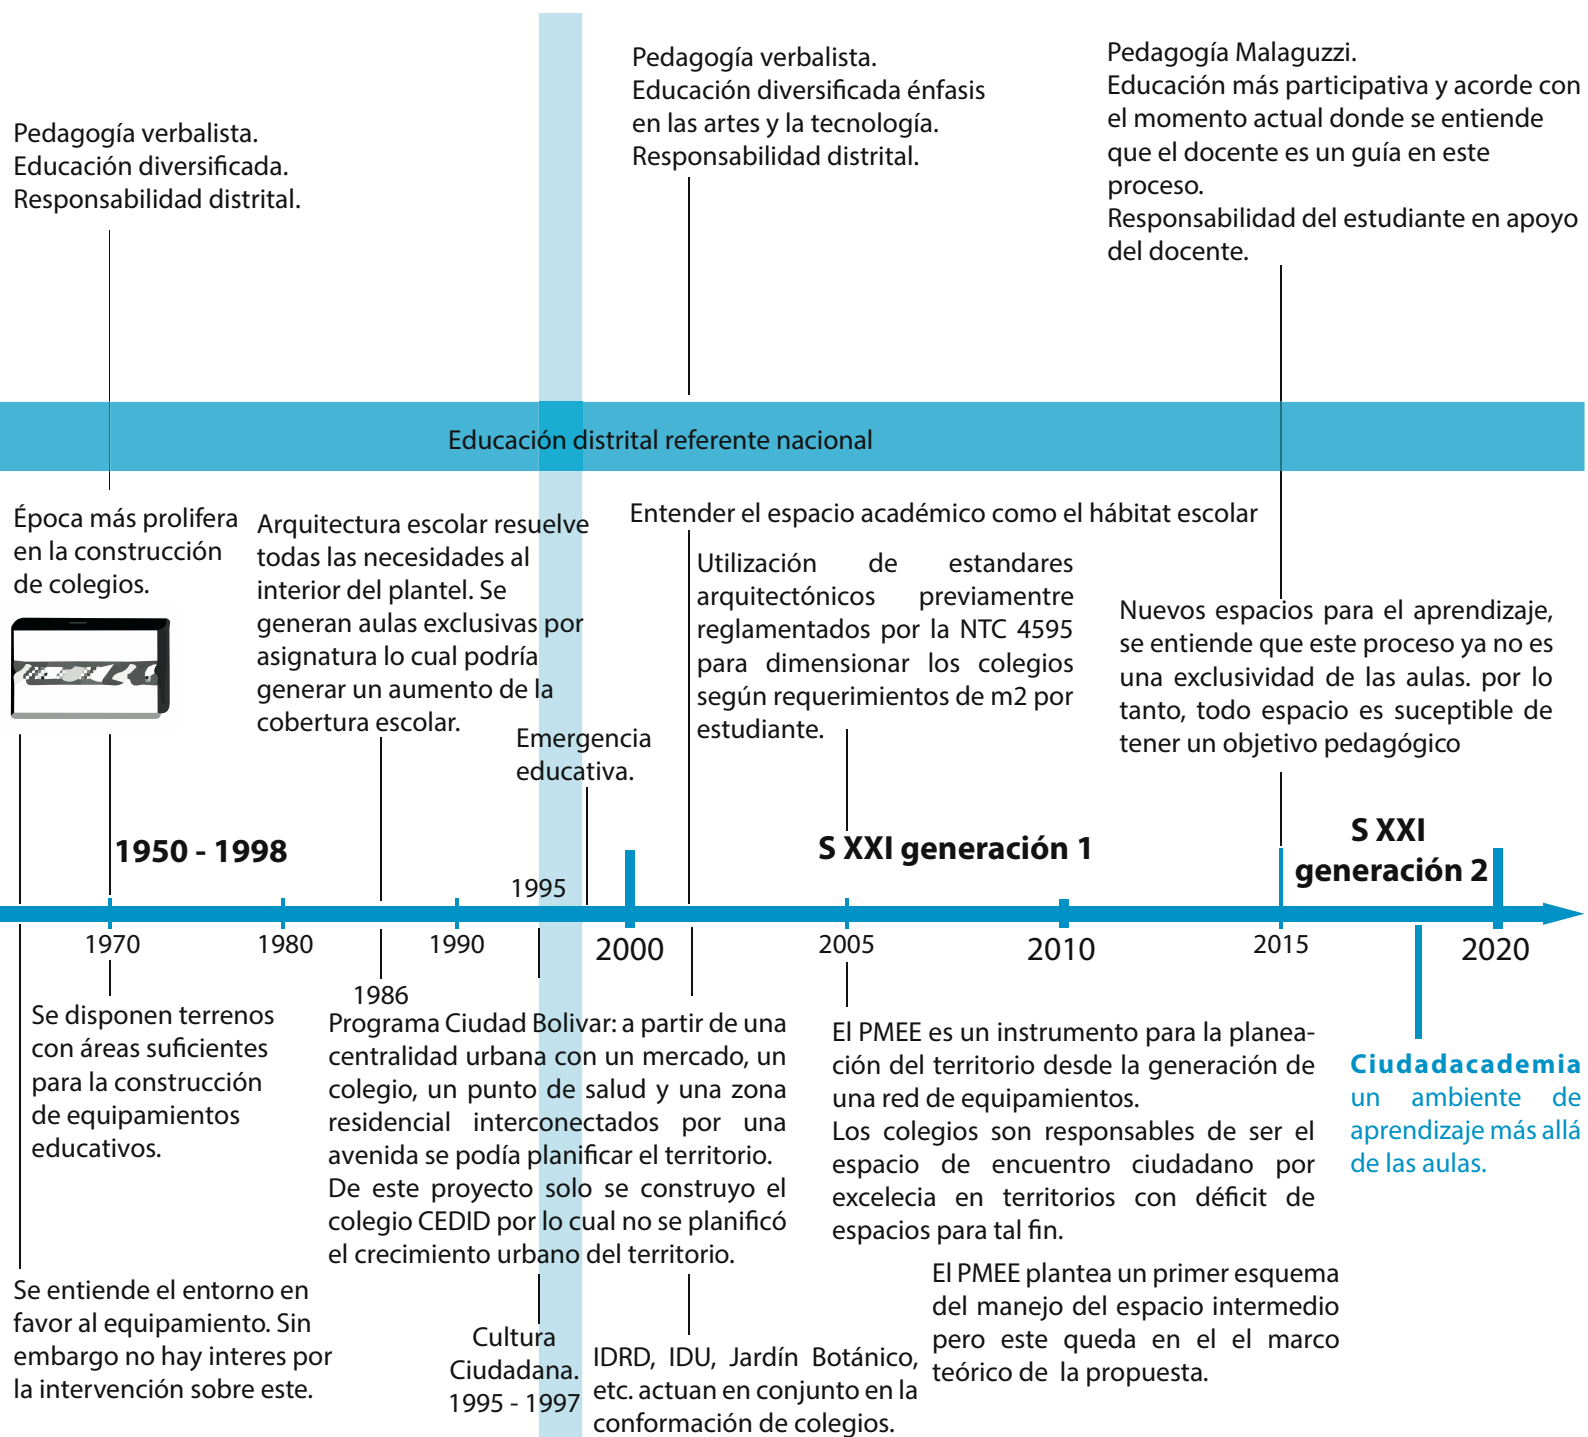 Pedagogía verbalista.
Educación diversificada.
Responsabilidad distrital.
Pedagogía verbalista.
Educación diversificada énfasis
en las artes y la tecnología.
Responsabilidad distrital.
Pedagogía Malaguzzi.
Educación más participativa y acorde con
el momento actual donde se entiende
que el docente es un guía en este
proceso.
Responsabilidad del estudiante en apoyo
del docente.
Educación distrital referente nacional
Época más prolifera
en la construcción
de colegios.
Arquitectura escolar resuelve
todas las necesidades al
interior del plantel. Se
generan aulas exclusivas por
asignatura lo cual podría
generar un aumento de la
cobertura escolar.
Emergencia
educativa.
Entender el espacio académico como el hábitat escolar
Utilización de estandares
arquitectónicos previamentre
reglamentados por la NTC 4595
para dimensionar los colegios
según requerimientos de m2 por
estudiante.
Nuevos espacios para el aprendizaje,
se entiende que este proceso ya no es
una exclusividad de las aulas. por lo
tanto, todo espacio es suceptible de
tener un objetivo pedagógico
1950 - 1998
S XXI generación 1
S XXI
generación 2
1995
1970
1980
1990
2000
2005
2010
2015
2020
1986
Se disponen terrenos
con áreas suficientes
para la construcción
de equipamientos
educativos.
Programa Ciudad Bolivar: a partir de una
centralidad urbana con un mercado, un
colegio, un punto de salud y una zona
residencial interconectados por una
avenida se podía planificar el territorio.
De este proyecto solo se construyo el
colegio CEDID por lo cual no se planificó
el crecimiento urbano del territorio.
El PMEE es un instrumento para la planea-
ción del territorio desde la generación de
una red de equipamientos.
Los colegios son responsables de ser el
espacio de encuentro ciudadano por
excelecia en territorios con déficit de
espacios para tal fin.
Ciudadacademia
un ambiente de
aprendizaje más allá
de las aulas.
Se entiende el entorno en
favor al equipamiento. Sin
embargo no hay interes por
la intervención sobre este.
Cultura
Ciudadana.
1995 - 1997
IDRD, IDU, Jardín Botánico,
etc. actuan en conjunto en la
conformación de colegios.
El PMEE plantea un primer esquema
del manejo del espacio intermedio
pero este queda en el el marco
teórico de la propuesta.